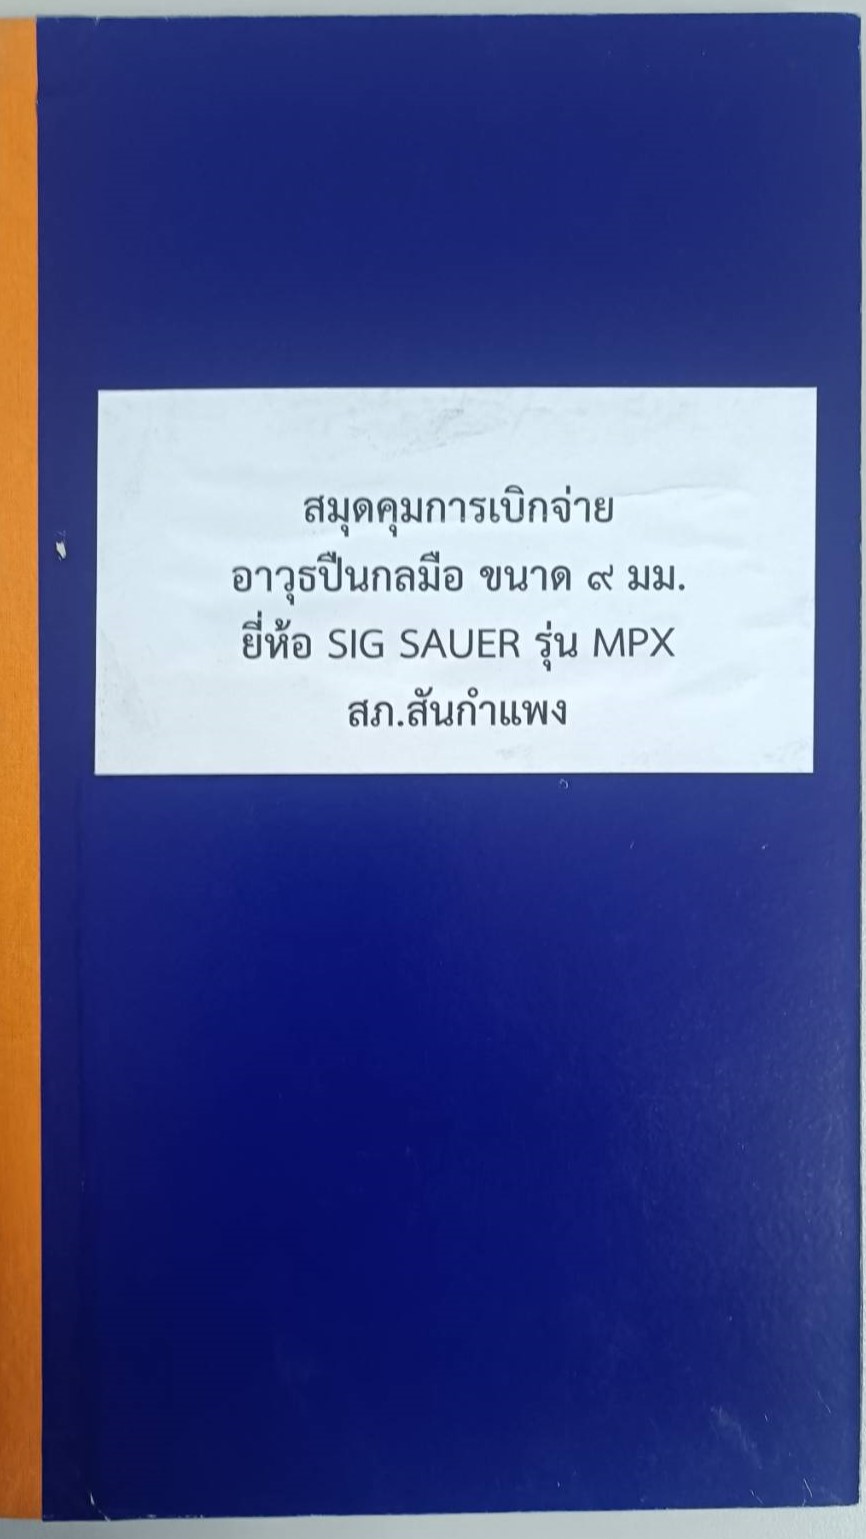 สมุดคุมการเบิกจ่าย
อาวุธปืนกลมือ ขนาด ๙ มม.
ยี่ห้อ SIG SAUER รุ่น MPX
สภ.สันกำแพง